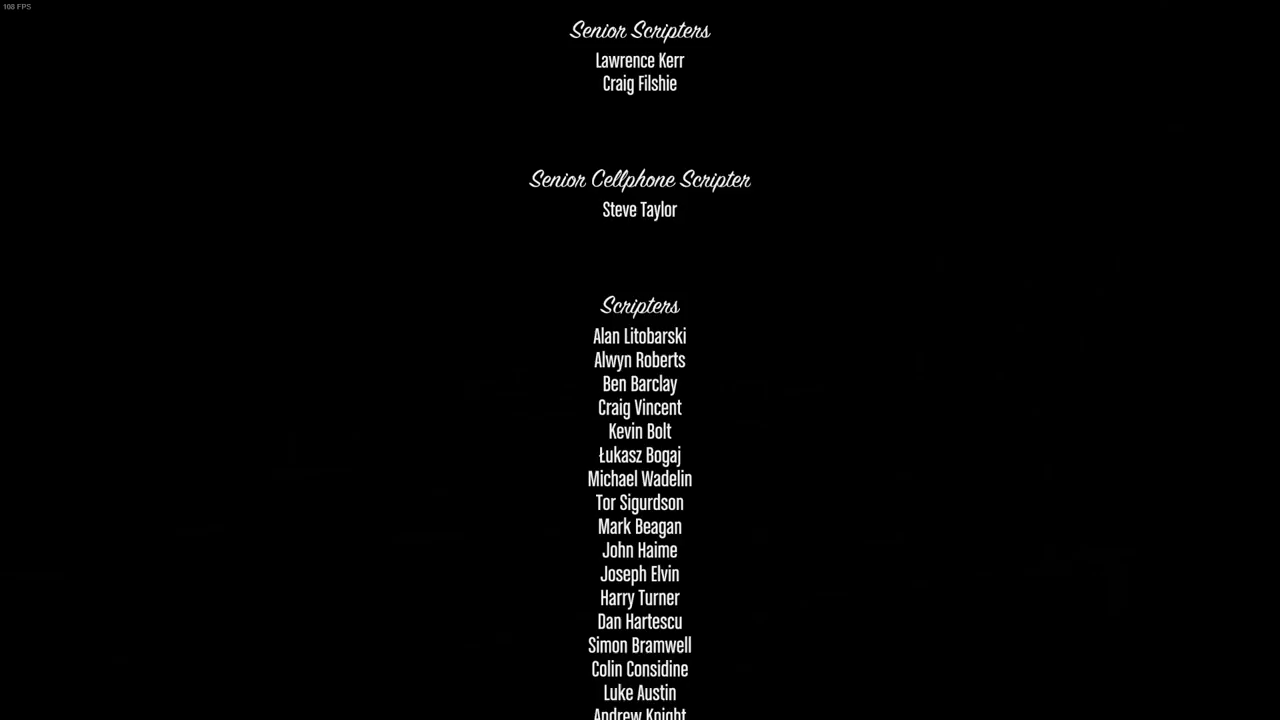 108 FPS
Senior Scripters
Lawrence Kerr
Craig Filshie
Senior Cellphone Scripter
Steve Taylor
Scripters
Alan Litobarski
Alwyn Roberts
Ben Barclay
Craig Vincent
Kevin Bolt
Łukasz Bogaj
Michael Wadelin
Tor Sigurdson
Mark Beagan
John Haime
Joseph Elvin
Harry Turner
Dan Hartescu
Simon Bramwell
Colin Considine
Luke Austin
Andrew Knight